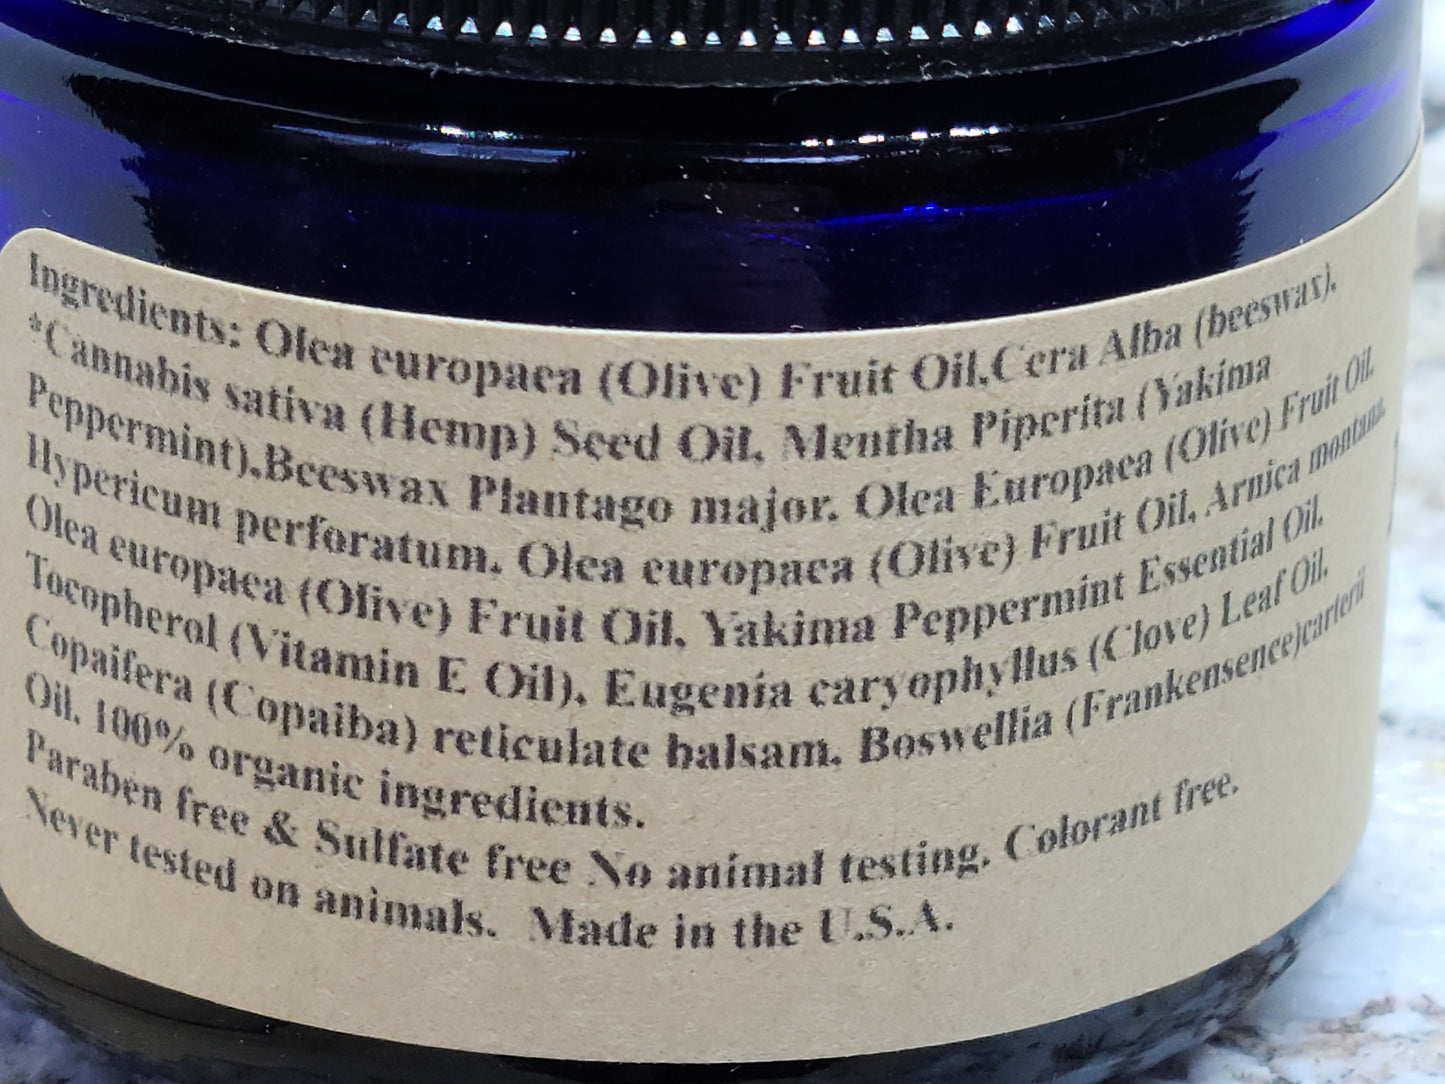 Ingredients: Olea europaea (Olive) Fruit Oil,Cera Alba (beeswax),
*Cannabis sativa (Hemp) Seed Oil, Mentha Piperita (Yakima
Peppermint),Beeswax Plantago major, Olea Europaea (Olive) Fruit Oil,
Hypericum perforatum, Olea europaea (Olive) Fruit Oil, Arnica montana,
Olea europaea (Olive) Fruit Oil, Yakima Peppermint Essential Oil,
Tocopherol (Vitamin E Oil), Eugenia caryophyllus (Clove) Leaf Oil,
Copaifera (Copaiba) reticulate balsam, Boswellia (Frankensence)carterii
Oil. 100% organic ingredients.
Paraben free & Sulfate free No animal testing. Colorant free.
Never tested on animals. Made in the U.S.A.